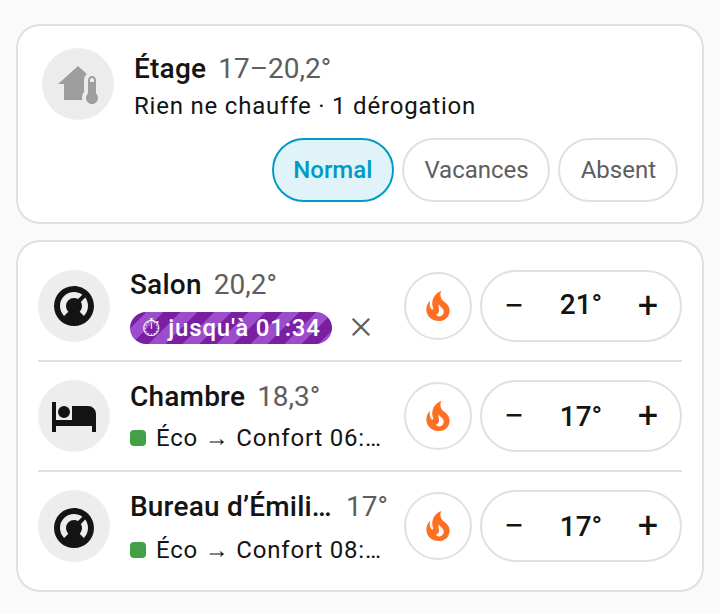 Étage 17–20,2°
Rien ne chauffe · 1 dérogation
Normal Vacances Absent
Salon 20,2°
⏱ jusqu'à 01:34 ×
− 21° +
Chambre 18,3°
Éco → Confort 06:…
− 17° +
Bureau d’Émili… 17°
Éco → Confort 08:…
− 17° +